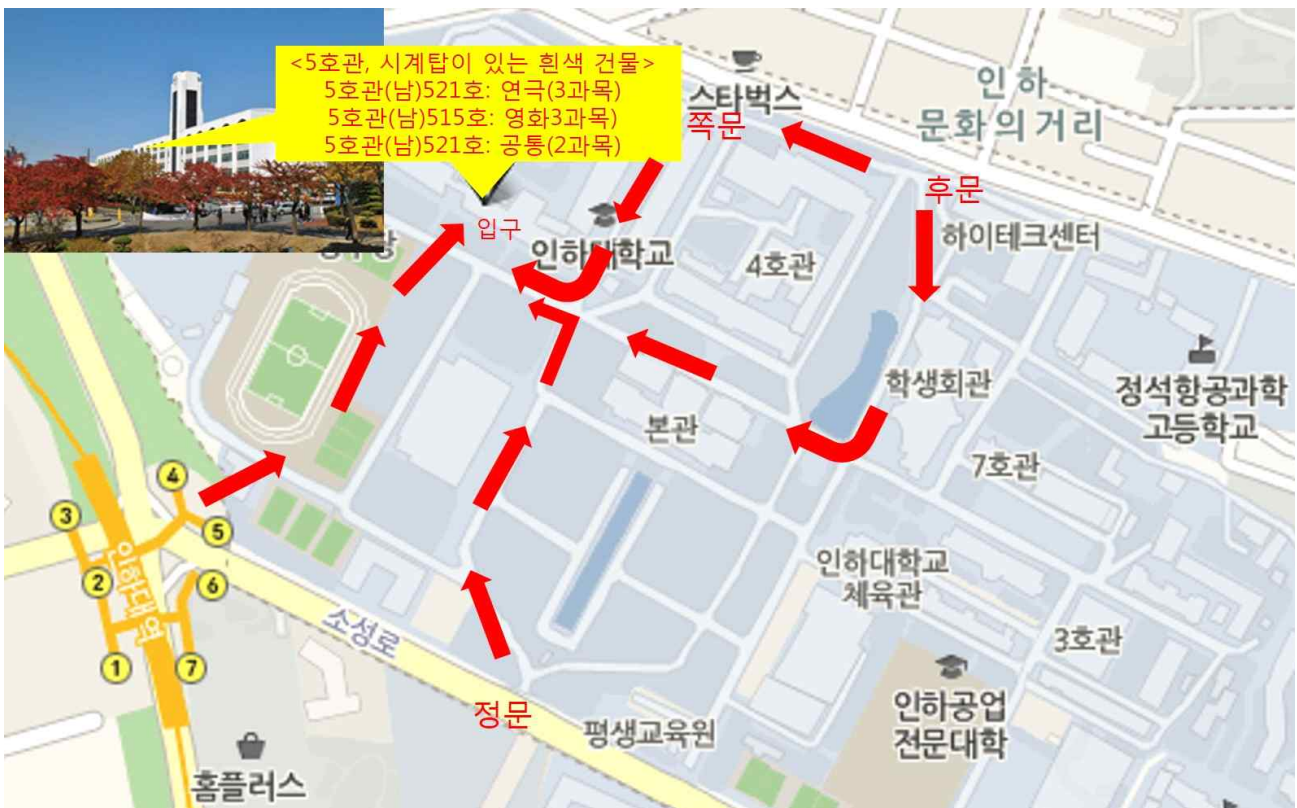 <5호관, 시계탑이 있는 흰색 건물>
5호관(남)521호: 연극(3과목)
5호관(남)515호: 영화3과목)
5호관(남)521호: 공통(2과목)
스타벅스
쪽문
인하
문화의거리
후문
하이테크센터
입구
인하대학교
4호관
정석항공과학
고등학교
학생회관
본관
7호관
4
3
5
2
6
인하대역
1
7
소성로
인하대학교
체육관
3호관
정문
평생교육원
인하공업
전문대학
홈플러스